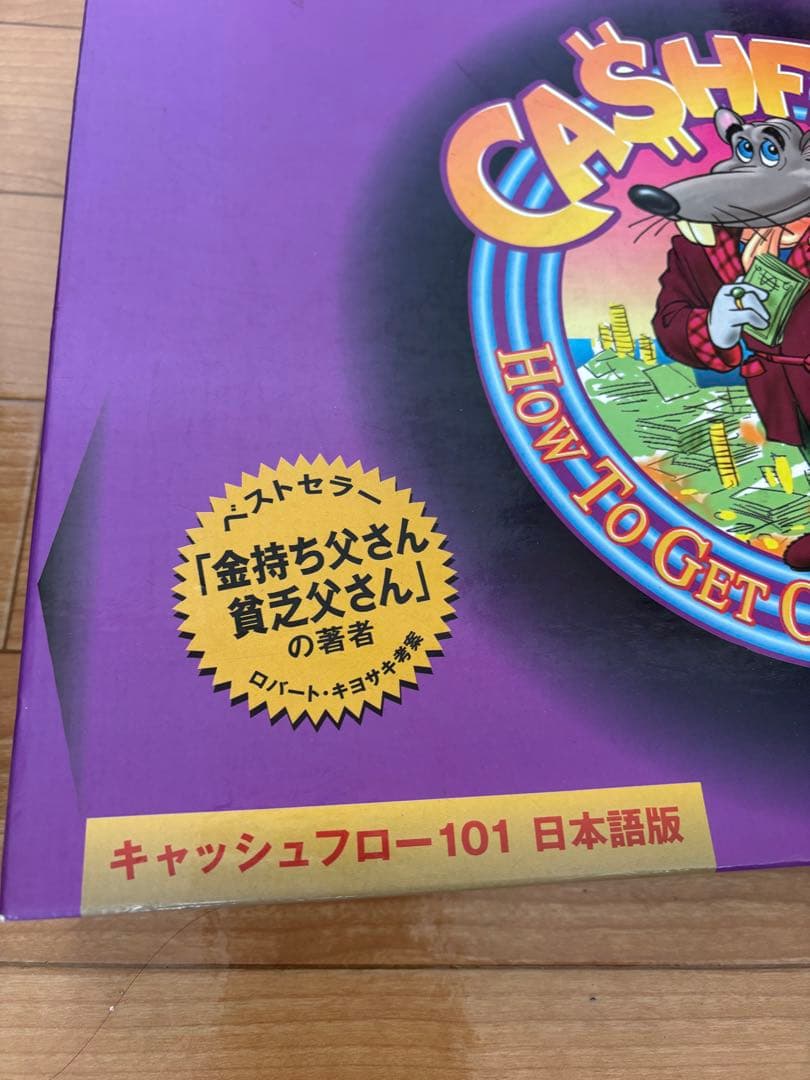 CA$HF
HOW TO GET O
ベストセラー
「金持ち父さん
貧乏父さん」
の著者
ロバート・キヨサキ考案
キャッシュフロー101 日本語版